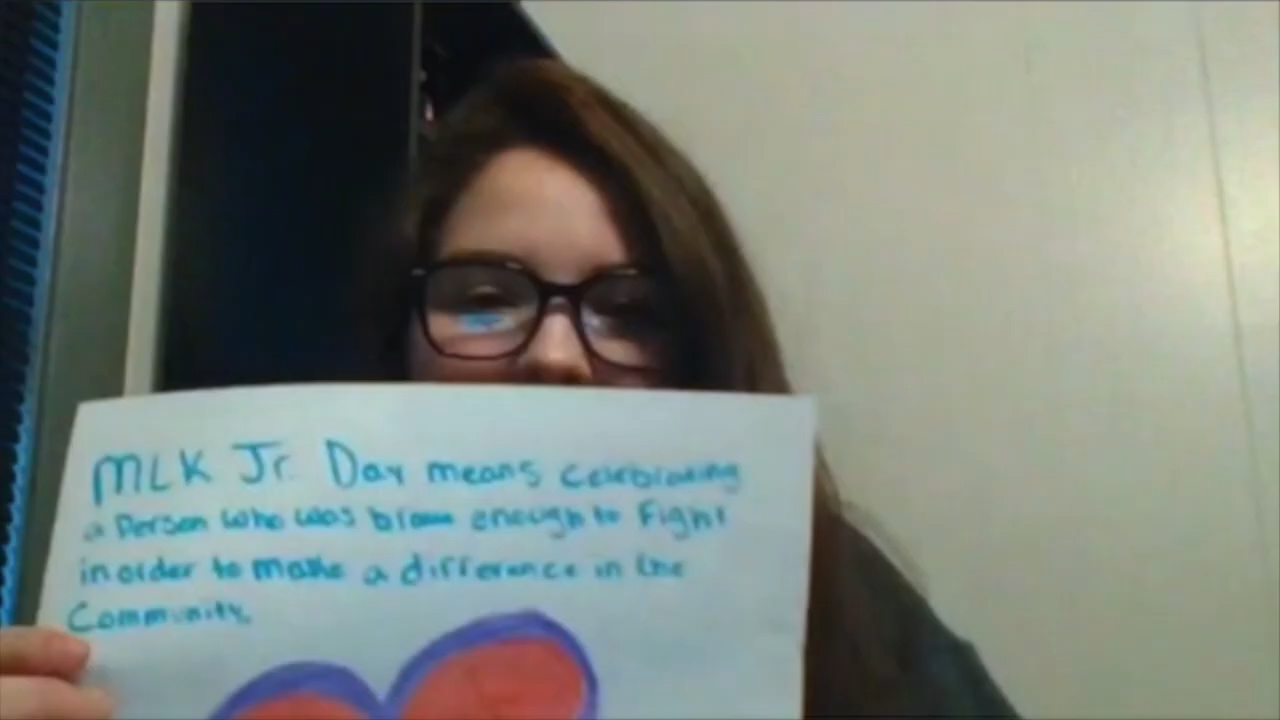 MLK Jr. Day means celebrating
a Person who was brave enough to Fight
in order to make a difference in the
Community.